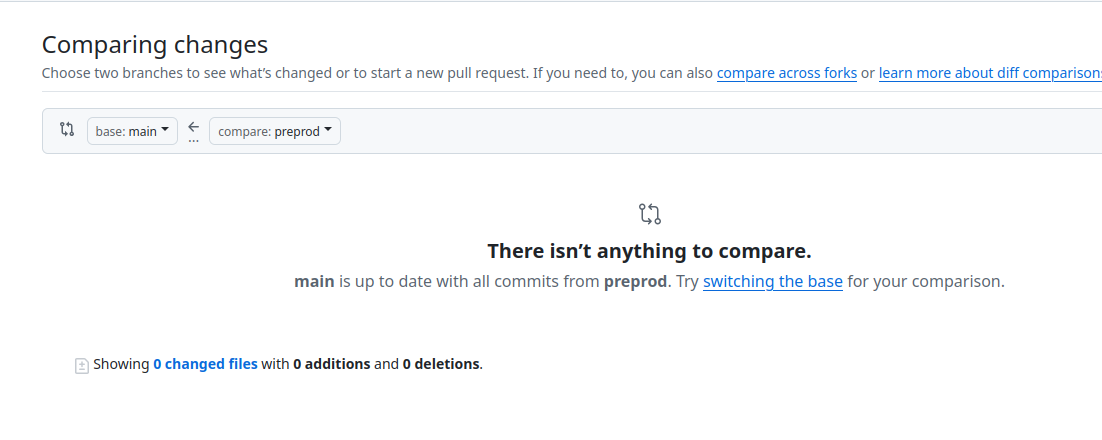 Comparing changes
Choose two branches to see what’s changed or to start a new pull request. If you need to, you can also compare across forks or learn more about diff comparisons
base: main ← compare: preprod
...
There isn’t anything to compare.
main is up to date with all commits from preprod. Try switching the base for your comparison.
Showing 0 changed files with 0 additions and 0 deletions.